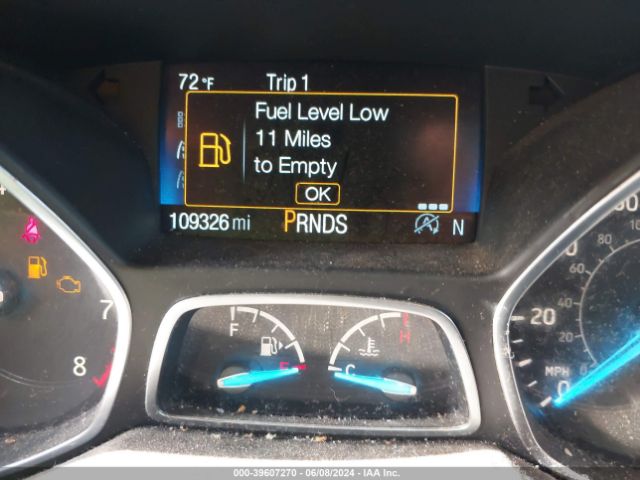 72 °F Trip 1
Fuel Level Low
11 Miles
to Empty
OK
109326 mi PRNDS N
F E
C H
7
8
20
MPH
0
000-39607270 - 06/08/2024 - IAA Inc.